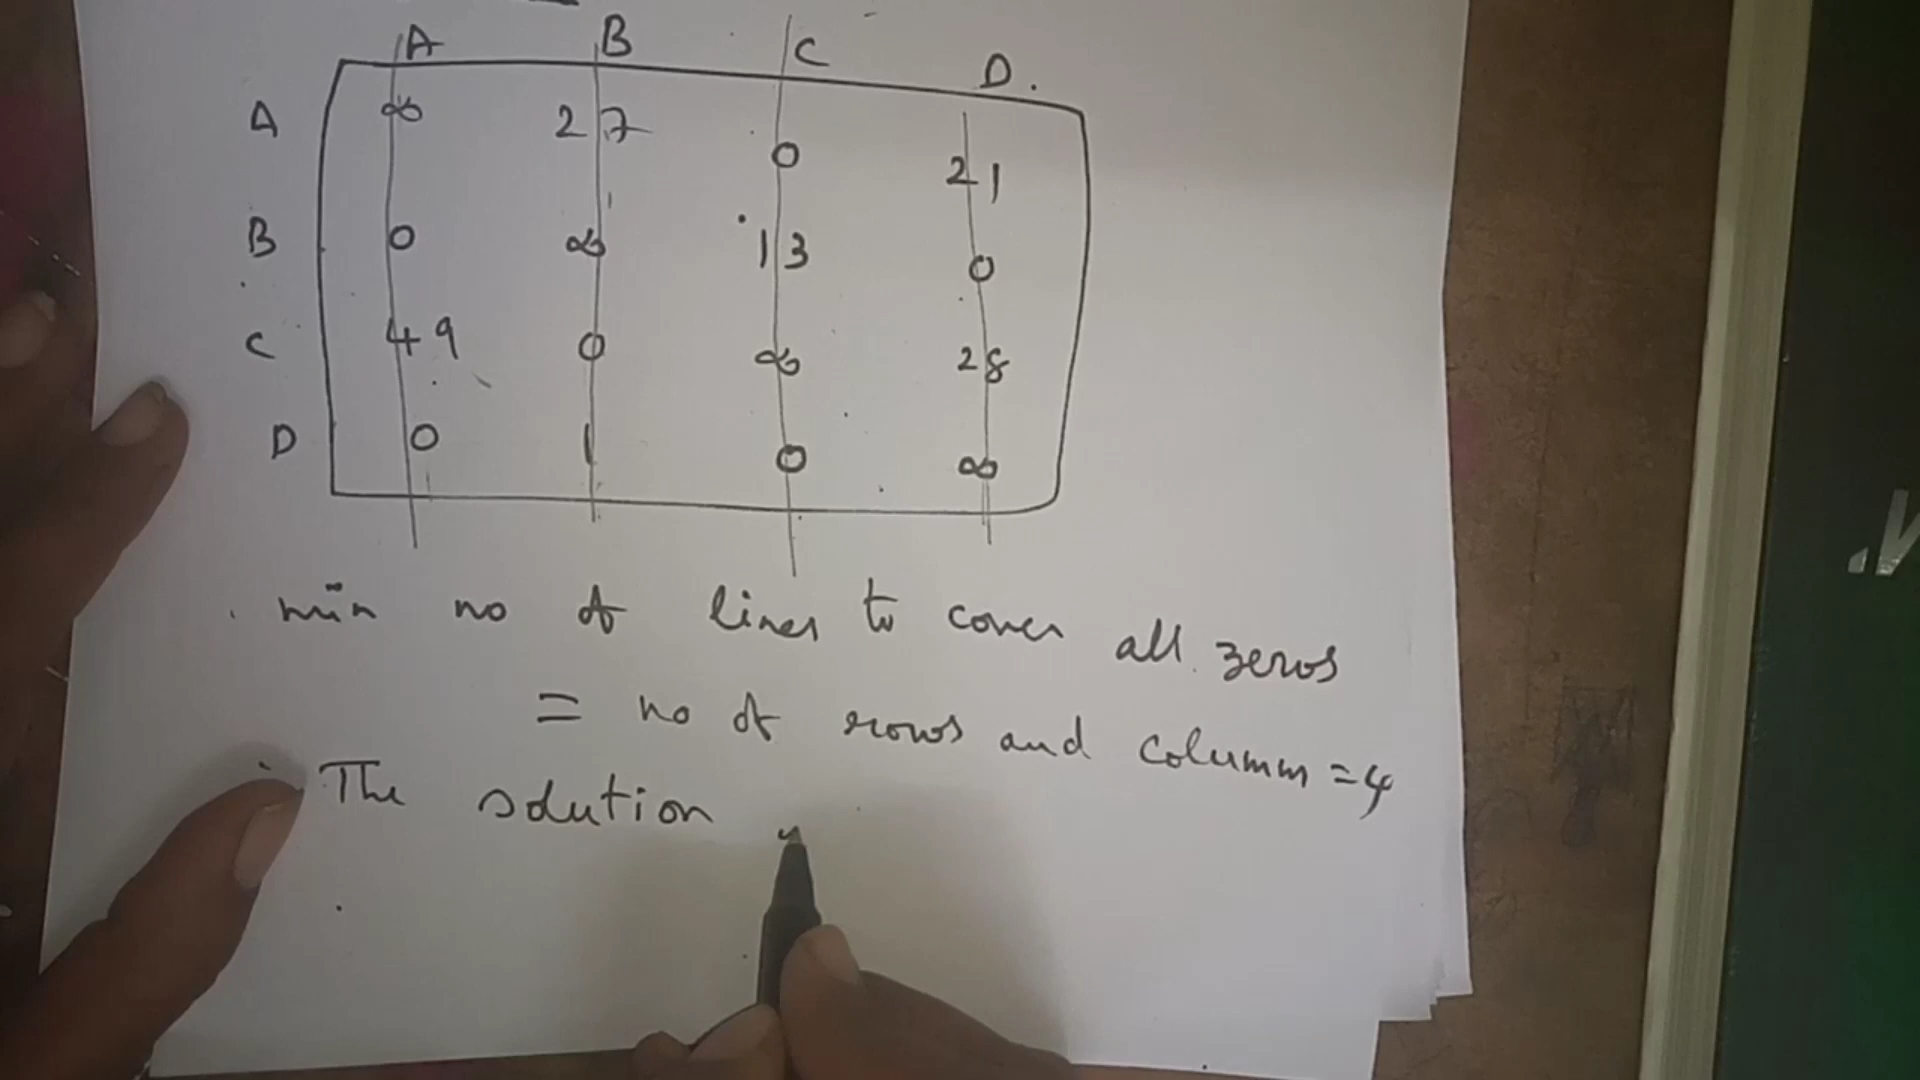 A B C D.
A ∞ 27 0 21
B 0 ∞ 13 0
C 49 0 ∞ 28
D 0 1 0 ∞
min no of lines to cover all zeros
= no of rows and column = 4
The solution